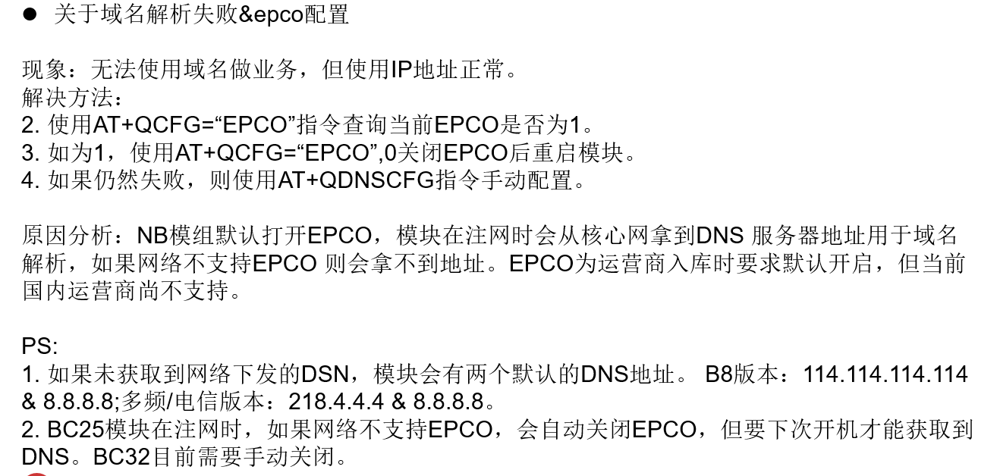 ● 关于域名解析失败&epco配置
现象：无法使用域名做业务，但使用IP地址正常。
解决方法：
2. 使用AT+QCFG=“EPCO”指令查询当前EPCO是否为1。
3. 如为1，使用AT+QCFG=“EPCO”,0关闭EPCO后重启模块。
4. 如果仍然失败，则使用AT+QDNSCFG指令手动配置。
原因分析：NB模组默认打开EPCO，模块在注网时会从核心网拿到DNS 服务器地址用于域名
解析，如果网络不支持EPCO 则会拿不到地址。EPCO为运营商入库时要求默认开启，但当前
国内运营商尚不支持。
PS:
1. 如果未获取到网络下发的DSN，模块会有两个默认的DNS地址。 B8版本：114.114.114.114
& 8.8.8.8;多频/电信版本：218.4.4.4 & 8.8.8.8。
2. BC25模块在注网时，如果网络不支持EPCO，会自动关闭EPCO，但要下次开机才能获取到
DNS。BC32目前需要手动关闭。